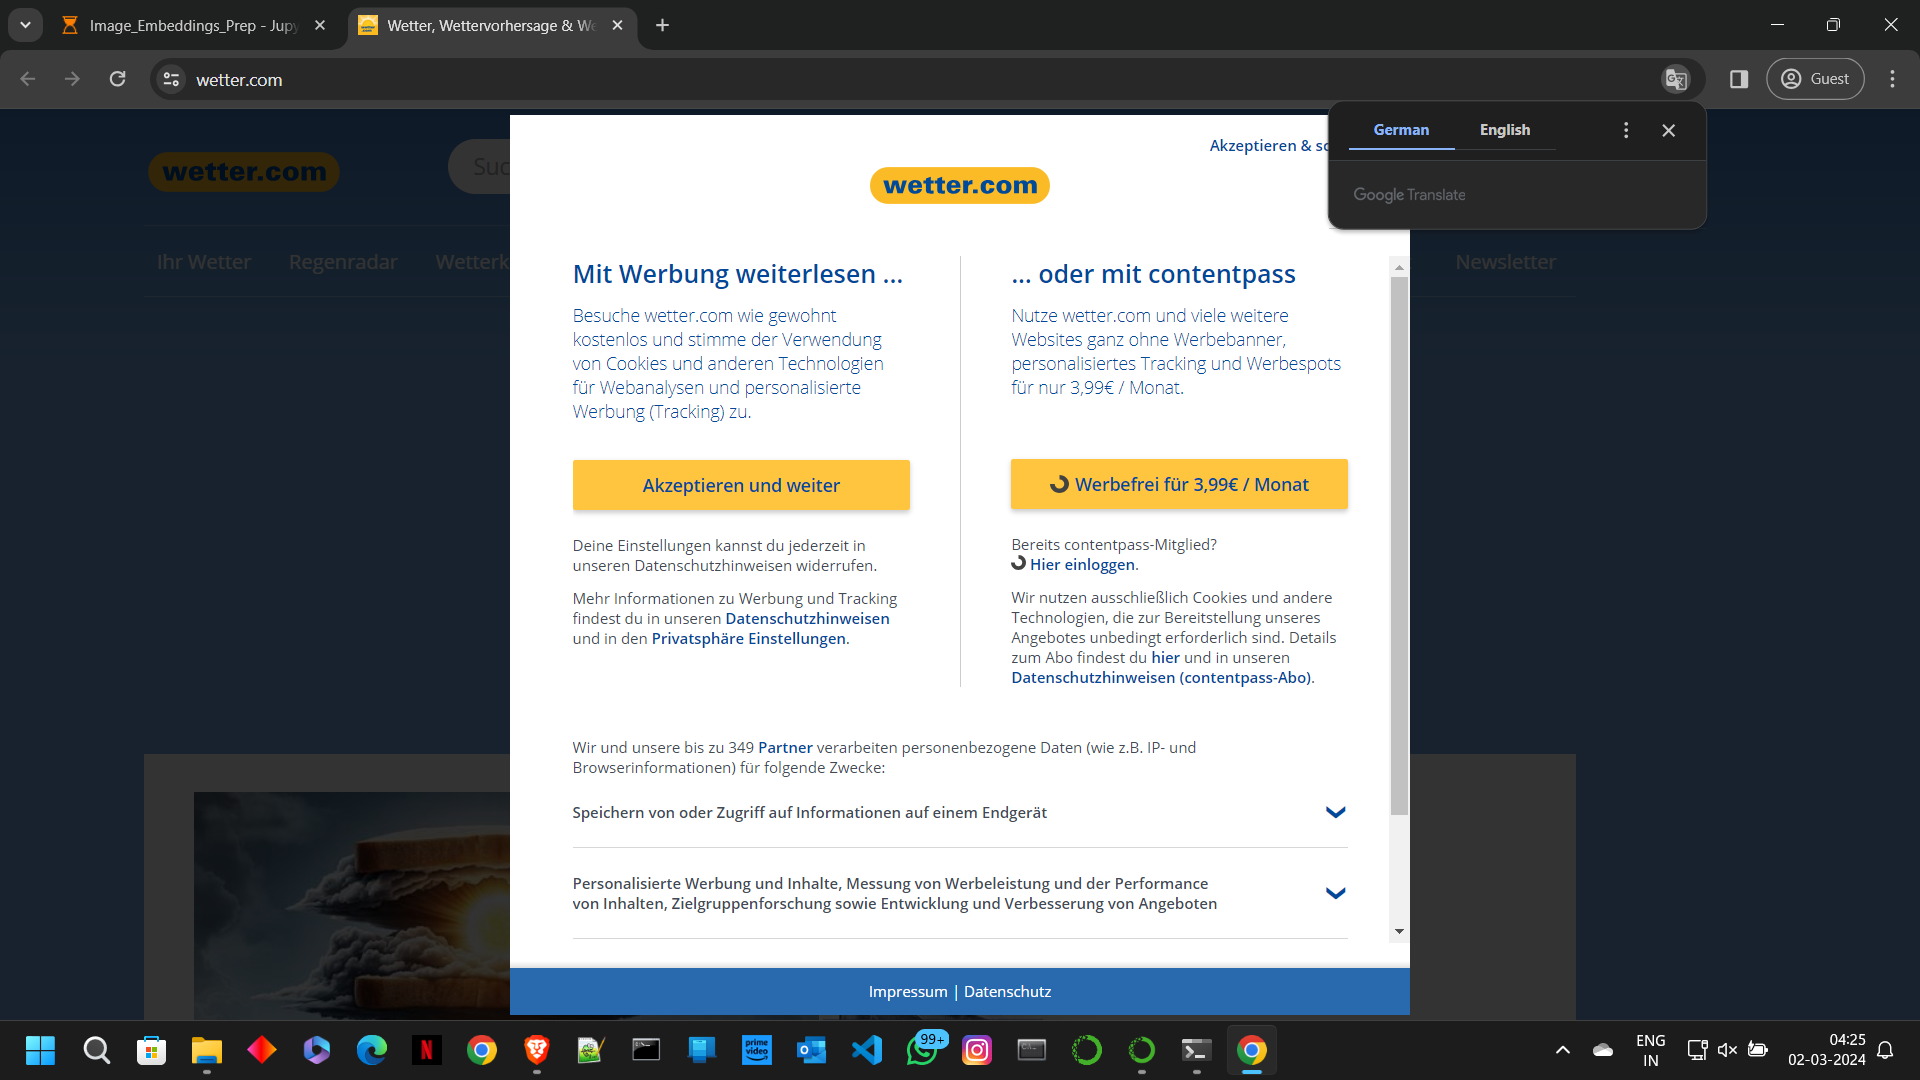 Image_Embeddings_Prep - Jupy
Wetter, Wettervorhersage & We
wetter.com
Guest
German
English
Google Translate
wetter.com
Suc
Ihr Wetter
Regenradar
Wetterk
Newsletter
Akzeptieren & sc
wetter.com
Mit Werbung weiterlesen ...
Besuche wetter.com wie gewohnt
kostenlos und stimme der Verwendung
von Cookies und anderen Technologien
für Webanalysen und personalisierte
Werbung (Tracking) zu.
Akzeptieren und weiter
Deine Einstellungen kannst du jederzeit in
unseren Datenschutzhinweisen widerrufen.
Mehr Informationen zu Werbung und Tracking
findest du in unseren Datenschutzhinweisen
und in den Privatsphäre Einstellungen.
... oder mit contentpass
Nutze wetter.com und viele weitere
Websites ganz ohne Werbebanner,
personalisiertes Tracking und Werbespots
für nur 3,99€ / Monat.
Werbefrei für 3,99€ / Monat
Bereits contentpass-Mitglied?
Hier einloggen.
Wir nutzen ausschließlich Cookies und andere
Technologien, die zur Bereitstellung unseres
Angebotes unbedingt erforderlich sind. Details
zum Abo findest du hier und in unseren
Datenschutzhinweisen (contentpass-Abo).
Wir und unsere bis zu 349 Partner verarbeiten personenbezogene Daten (wie z.B. IP- und
Browserinformationen) für folgende Zwecke:
Speichern von oder Zugriff auf Informationen auf einem Endgerät
Personalisierte Werbung und Inhalte, Messung von Werbeleistung und der Performance
von Inhalten, Zielgruppenforschung sowie Entwicklung und Verbesserung von Angeboten
Impressum | Datenschutz
prime
video
99+
ENG
IN
04:25
02-03-2024